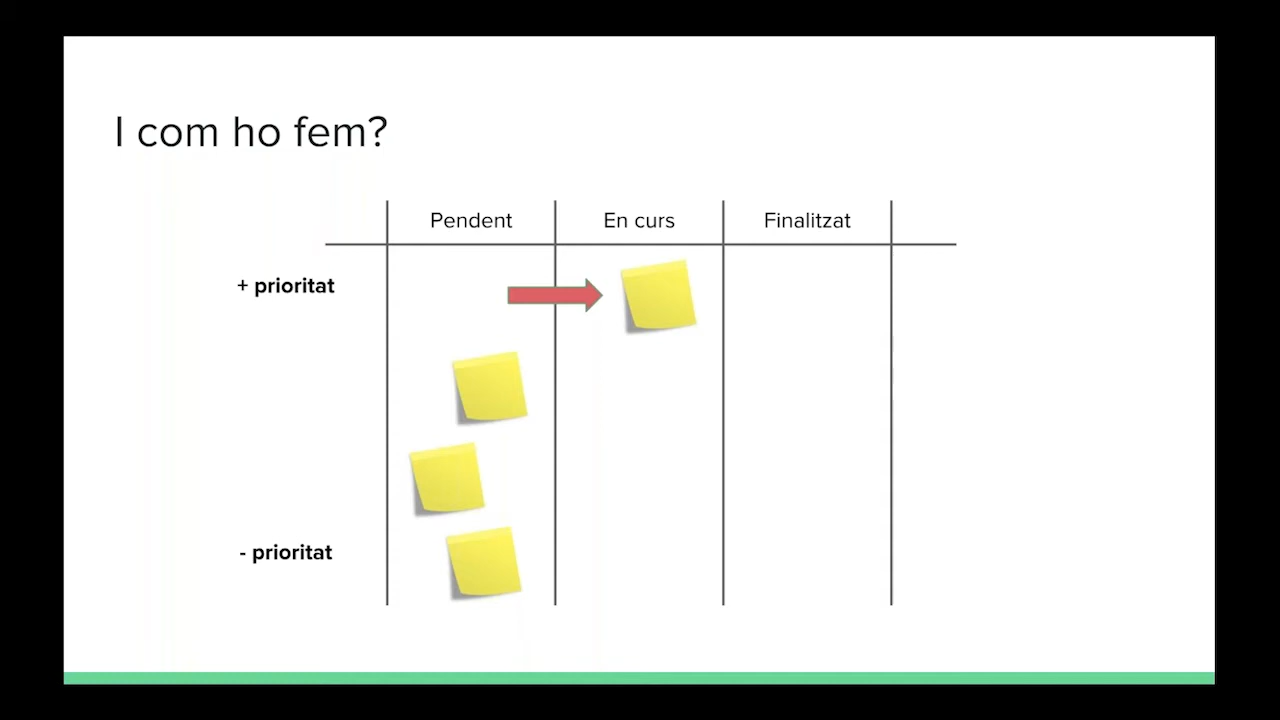 I com ho fem?
Pendent
En curs
Finalitzat
+ prioritat
- prioritat